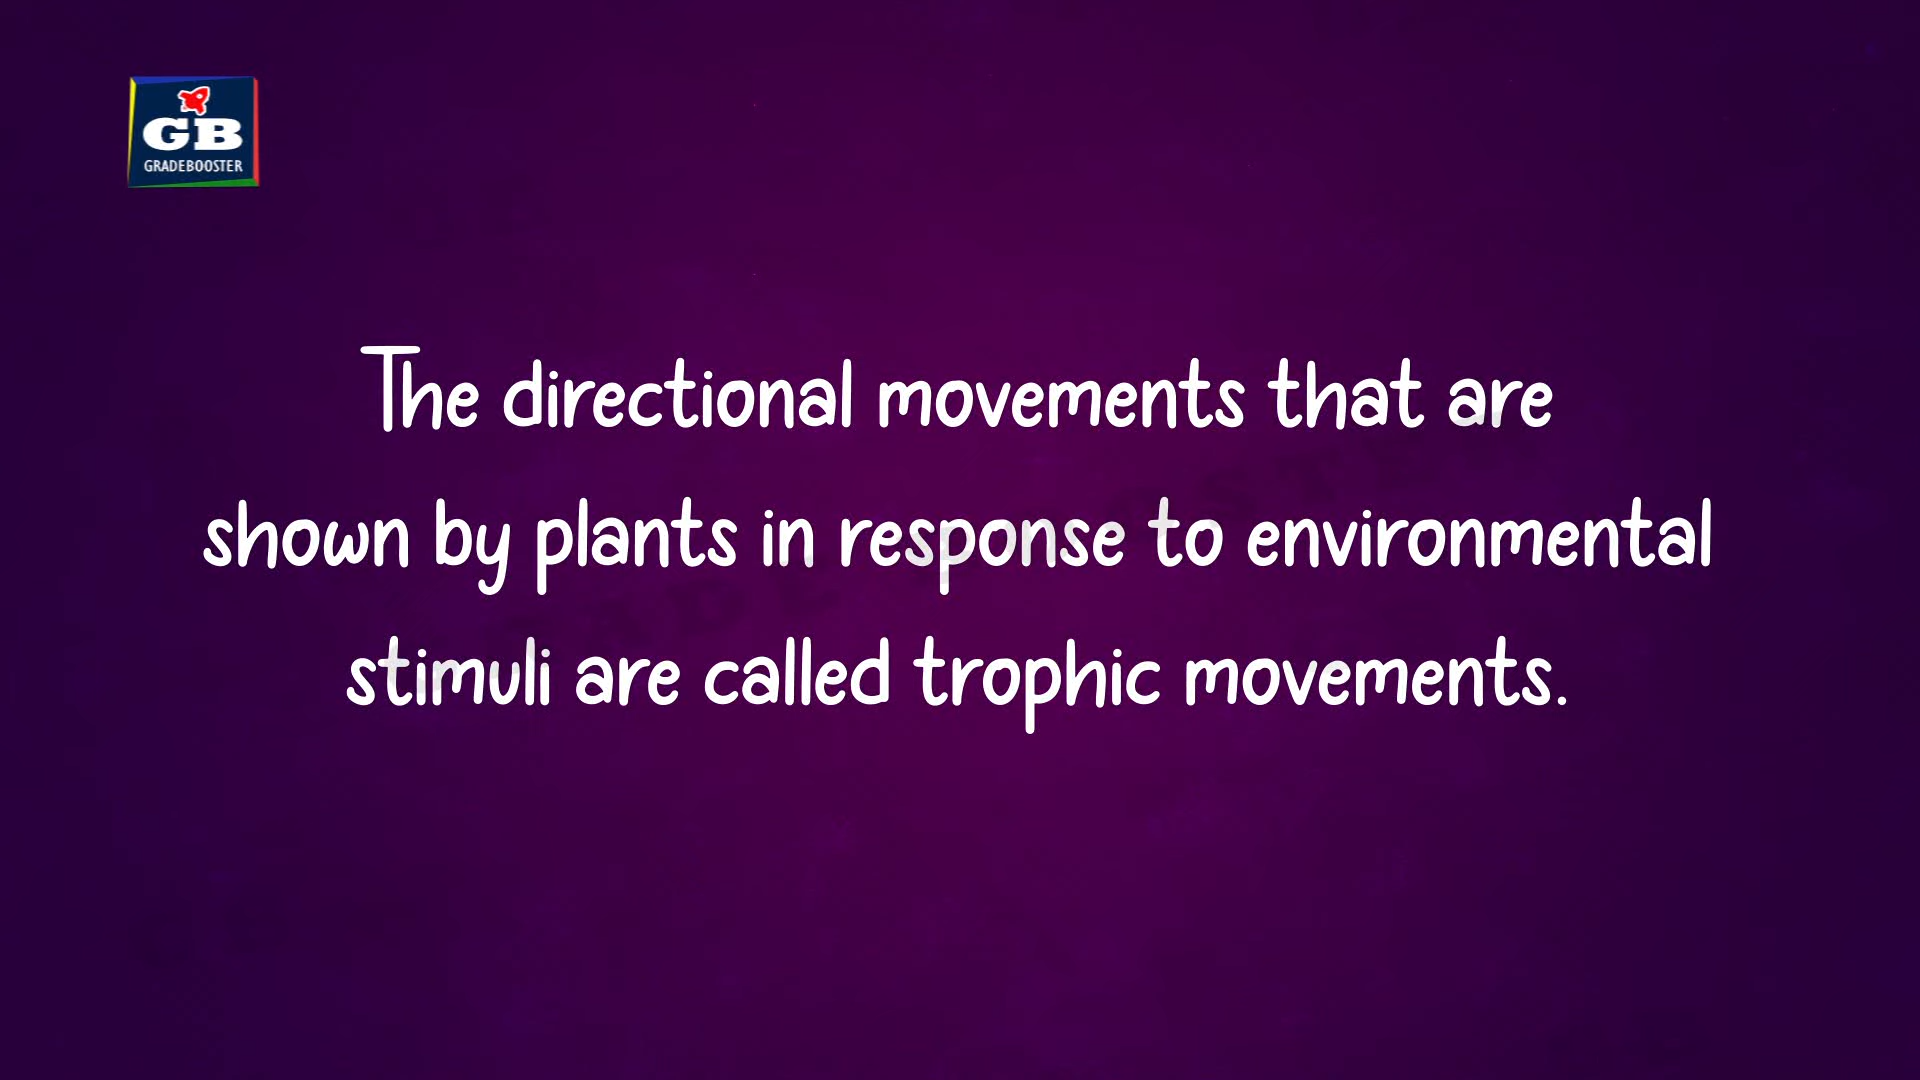 GB
GRADEBOOSTER
The directional movements that are
shown by plants in response to environmental
stimuli are called trophic movements.